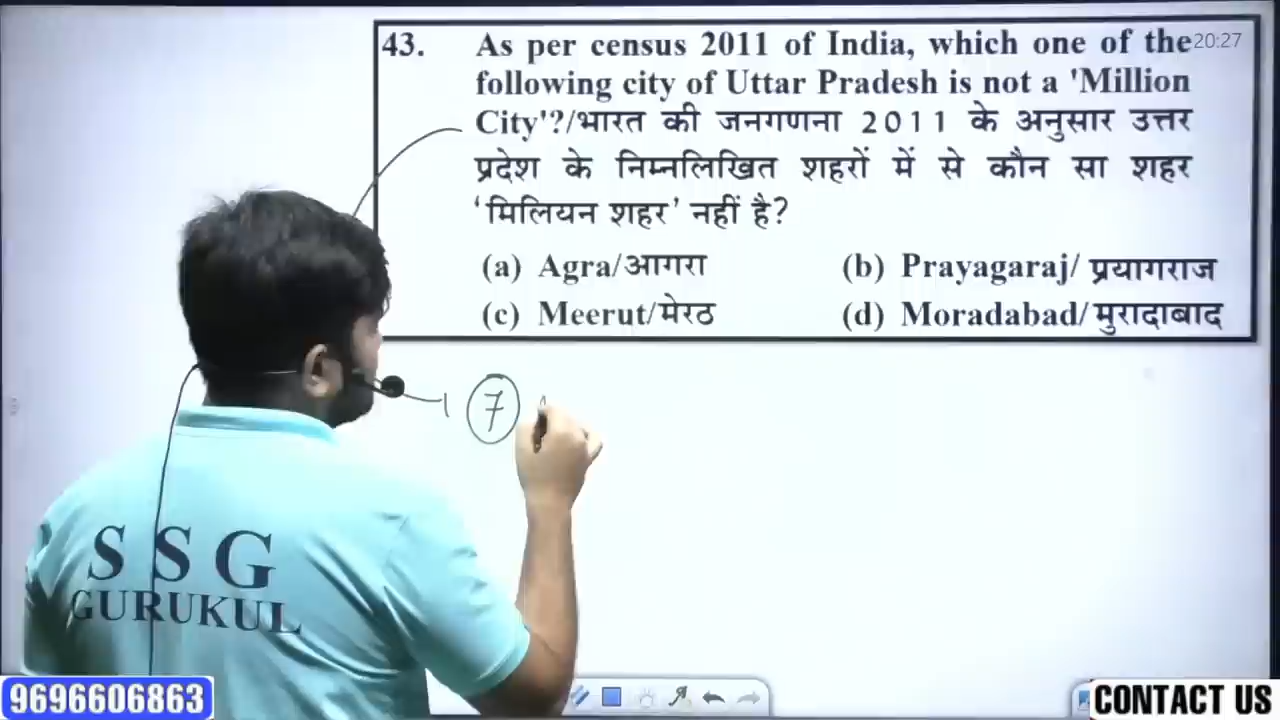 43. As per census 2011 of India, which one of the
20:27
following city of Uttar Pradesh is not a 'Million
City'?/भारत की जनगणना 2011 के अनुसार उत्तर
प्रदेश के निम्नलिखित शहरों में से कौन सा शहर
'मिलियन शहर' नहीं है?
(a) Agra/आगरा (b) Prayagaraj/ प्रयागराज
(c) Meerut/मेरठ (d) Moradabad/मुरादाबाद
7
SSG
GURUKUL
9696606863
CONTACT US